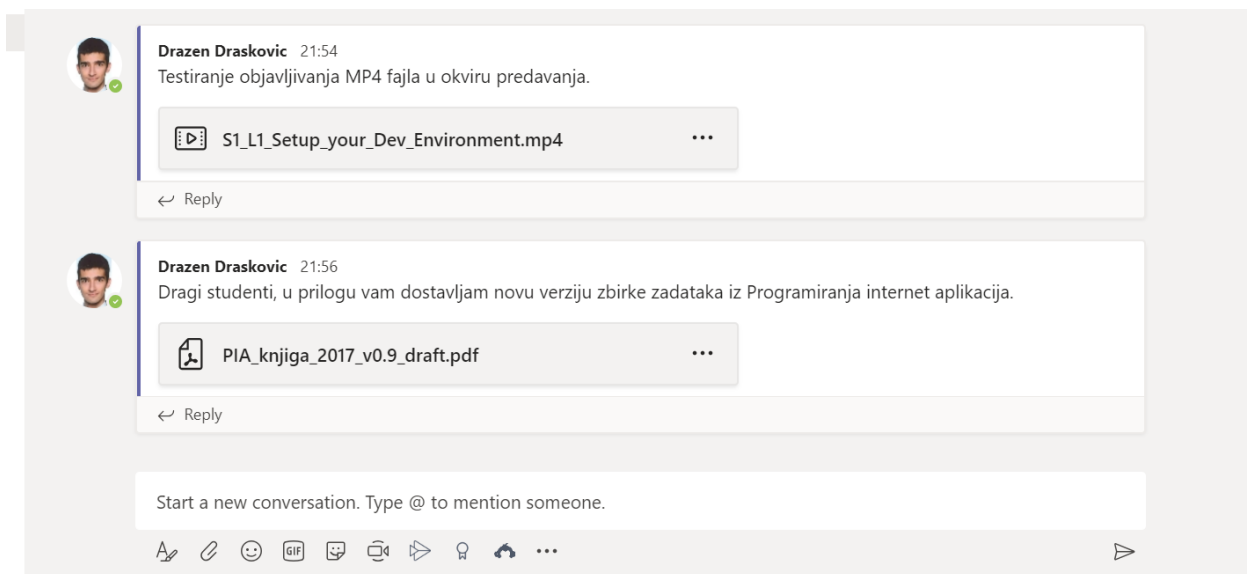 Drazen Draskovic 21:54
Testiranje objavljivanja MP4 fajla u okviru predavanja.
S1_L1_Setup_your_Dev_Environment.mp4
Reply
Drazen Draskovic 21:56
Dragi studenti, u prilogu vam dostavljam novu verziju zbirke zadataka iz Programiranja internet aplikacija.
PIA_knjiga_2017_v0.9_draft.pdf
Reply
Start a new conversation. Type @ to mention someone.
GIF